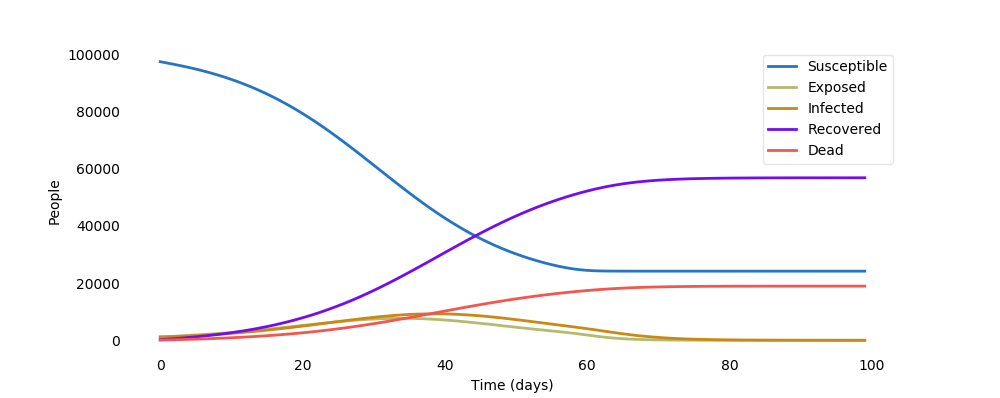 100000
80000
60000
40000
20000
0
People
0 20 40 60 80 100
Time (days)
Susceptible
Exposed
Infected
Recovered
Dead